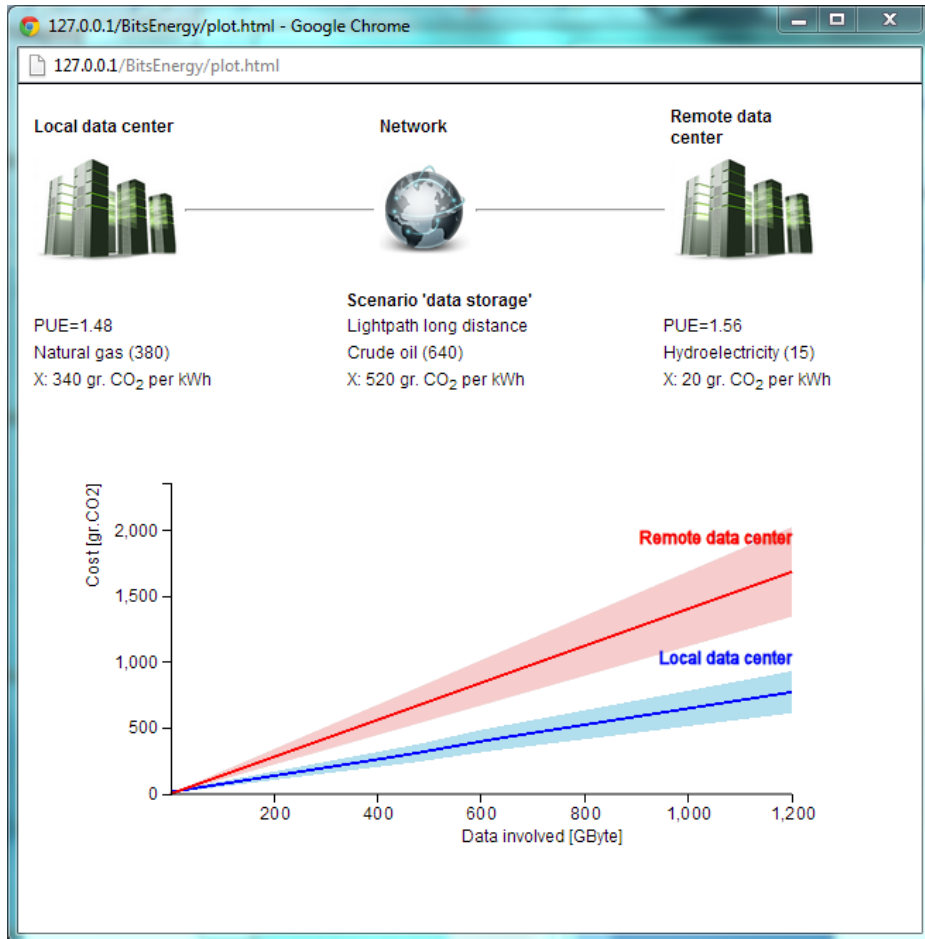 127.0.0.1/BitsEnergy/plot.html - Google Chrome
127.0.0.1/BitsEnergy/plot.html
Local data center
Network
Remote data
center
Scenario 'data storage'
PUE=1.48
Lightpath long distance
PUE=1.56
Natural gas (380)
Crude oil (640)
Hydroelectricity (15)
X: 340 gr. CO2 per kWh
X: 520 gr. CO2 per kWh
X: 20 gr. CO2 per kWh
Cost [gr.CO2]
2,000
1,500
1,000
500
0
Remote data center
Local data center
200 400 600 800 1,000 1,200
Data involved [GByte]